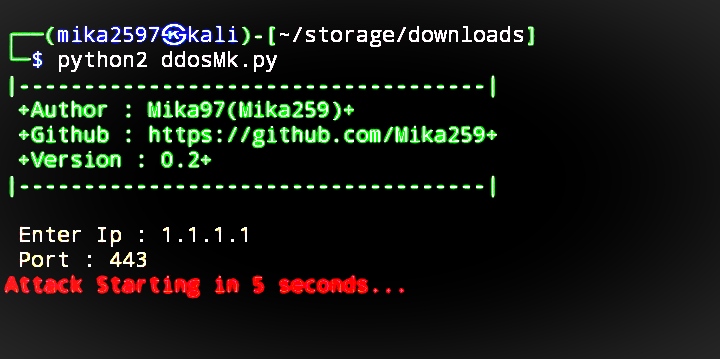 ┌──(mika2597㉿kali)-[~/storage/downloads]
└─$ python2 ddosMk.py
|-----------------------------------|
+Author : Mika97(Mika259)+
+Github : https://github.com/Mika259+
+Version : 0.2+
|-----------------------------------|
Enter Ip : 1.1.1.1
Port : 443
Attack Starting in 5 seconds...